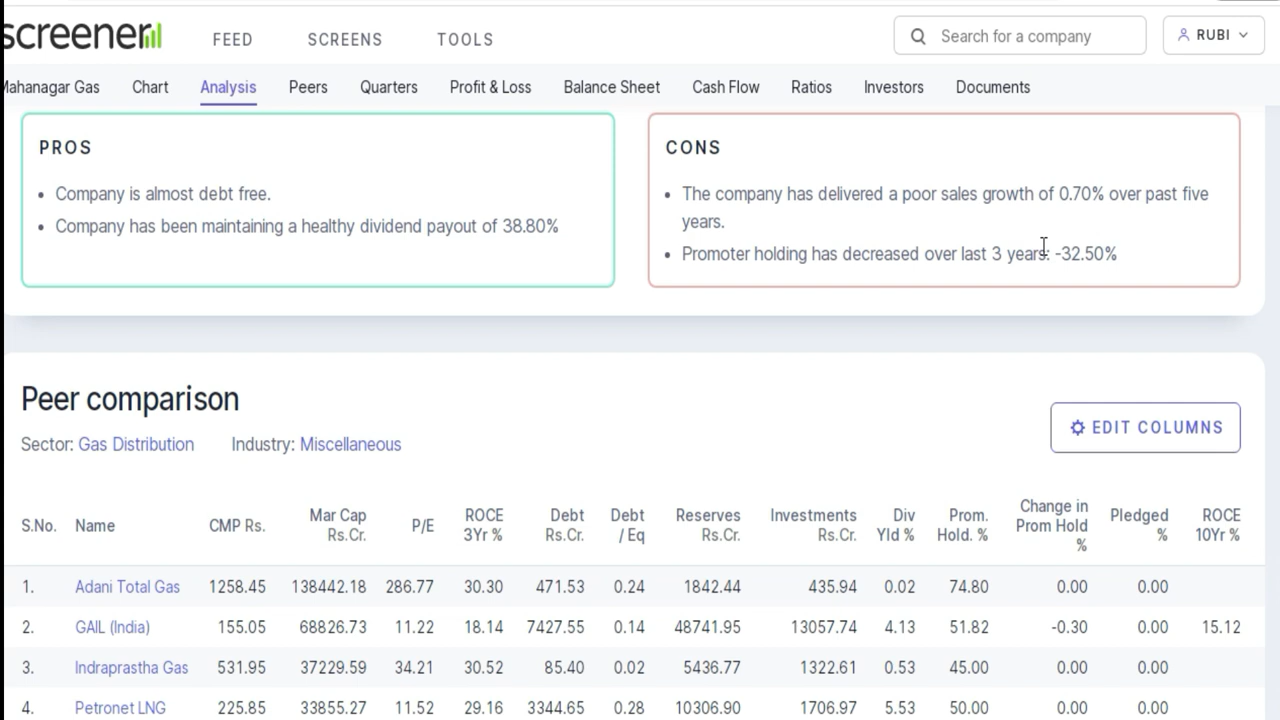 screener
FEED SCREENS TOOLS
Search for a company
RUBI
Mahanagar Gas Chart Analysis Peers Quarters Profit & Loss Balance Sheet Cash Flow Ratios Investors Documents
PROS
• Company is almost debt free.
• Company has been maintaining a healthy dividend payout of 38.80%
CONS
• The company has delivered a poor sales growth of 0.70% over past five
years.
• Promoter holding has decreased over last 3 years: -32.50%
Peer comparison
EDIT COLUMNS
Sector: Gas Distribution Industry: Miscellaneous
S.No. Name CMP Rs. Mar Cap Rs.Cr. P/E ROCE 3Yr % Debt Rs.Cr. Debt / Eq Reserves Rs.Cr. Investments Rs.Cr. Div Yld % Prom. Hold. % Change in Prom Hold % Pledged % ROCE 10Yr %
1. Adani Total Gas 1258.45 138442.18 286.77 30.30 471.53 0.24 1842.44 435.94 0.02 74.80 0.00 0.00
2. GAIL (India) 155.05 68826.73 11.22 18.14 7427.55 0.14 48741.95 13057.74 4.13 51.82 -0.30 0.00 15.12
3. Indraprastha Gas 531.95 37229.59 34.21 30.52 85.40 0.02 5436.77 1322.61 0.53 45.00 0.00 0.00
4. Petronet LNG 225.85 33855.27 11.52 29.16 3344.65 0.28 10306.90 1706.97 5.53 50.00 0.00 0.00